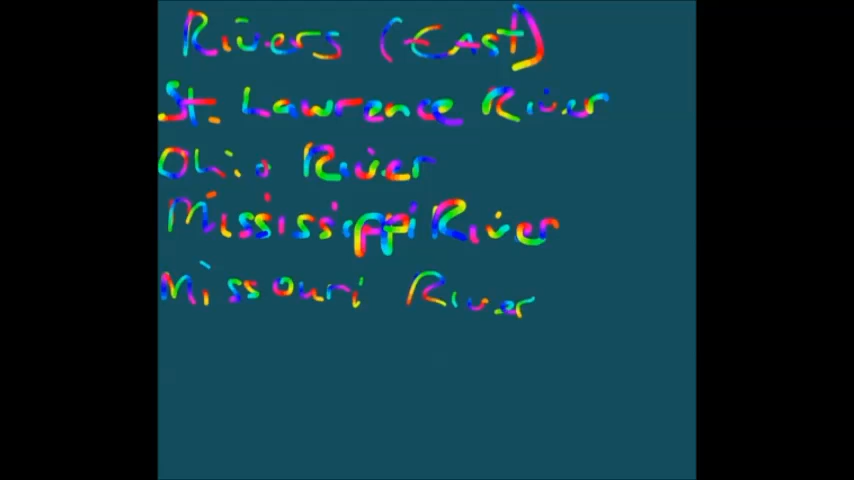 Rivers (East)
St. Lawrence River
Ohio River
Mississippi River
Missouri River